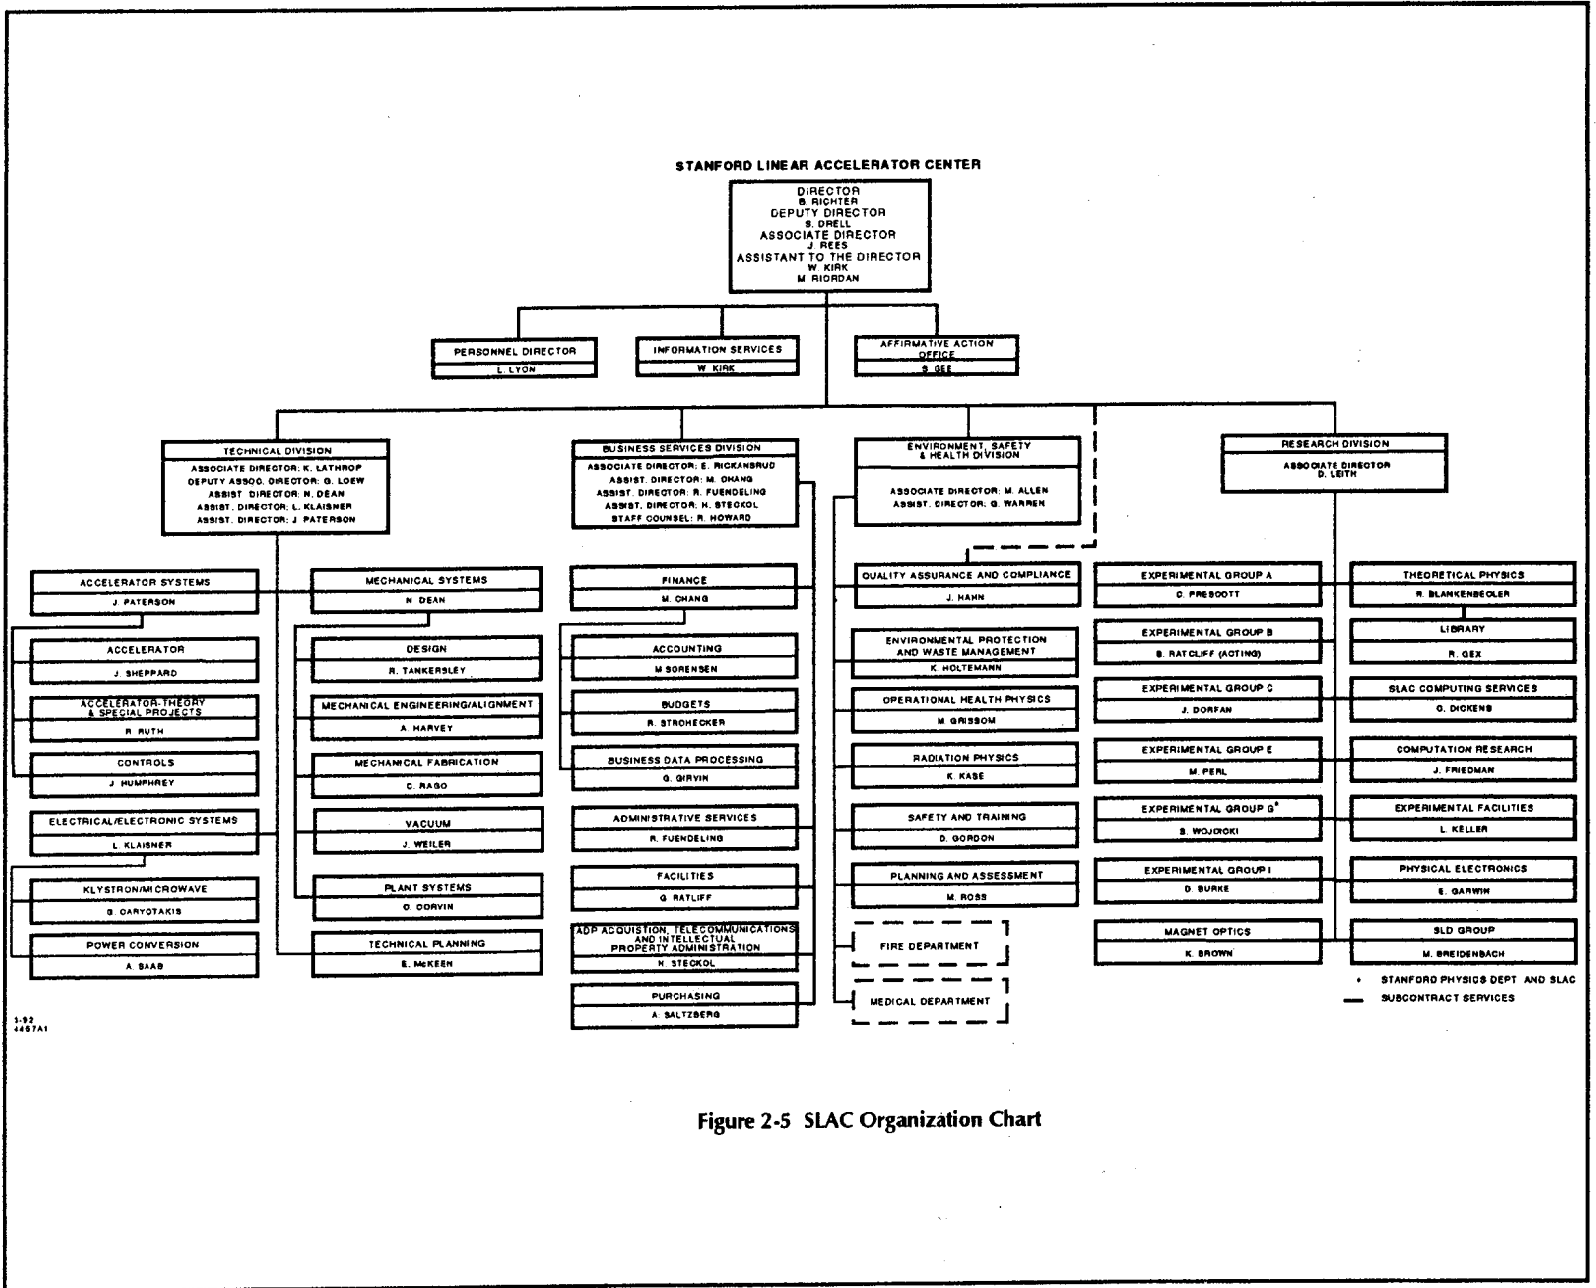 STANFORD LINEAR ACCELERATOR CENTER
DIRECTOR
B RICHTER
DEPUTY DIRECTOR
S. DRELL
ASSOCIATE DIRECTOR
J. REES
ASSISTANT TO THE DIRECTOR
W. KIRK
M RIORDAN
PERSONNEL DIRECTOR
L. LYON
INFORMATION SERVICES
W. KIRK
AFFIRMATIVE ACTION
OFFICE
S. GEE
TECHNICAL DIVISION
ASSOCIATE DIRECTOR: K. LATHROP
DEPUTY ASSOC. DIRECTOR: G. LOEW
ASSIST DIRECTOR: N. DEAN
ASSIST. DIRECTOR: L. KLAISNER
ASSIST. DIRECTOR: J. PATERSON
BUSINESS SERVICES DIVISION
ASSOCIATE DIRECTOR: E. RICKANSRUD
ASSIST. DIRECTOR: M. CHANG
ASSIST. DIRECTOR: R. FUENDELING
ASSIST. DIRECTOR: H. STECKOL
STAFF COUNSEL: R. HOWARD
ENVIRONMENT, SAFETY
& HEALTH DIVISION
ASSOCIATE DIRECTOR: M. ALLEN
ASSIST. DIRECTOR: G. WARREN
RESEARCH DIVISION
ASSOCIATE DIRECTOR
D. LEITH
ACCELERATOR SYSTEMS
J. PATERSON
ACCELERATOR
J. SHEPPARD
ACCELERATOR-THEORY
& SPECIAL PROJECTS
R. RUTH
CONTROLS
J. HUMPHREY
ELECTRICAL/ELECTRONIC SYSTEMS
L. KLAISNER
KLYSTRON/MICROWAVE
G. CARYOTAKIS
POWER CONVERSION
A. SAAB
MECHANICAL SYSTEMS
N. DEAN
DESIGN
R. TANKERSLEY
MECHANICAL ENGINEERING/ALIGNMENT
A. HARVEY
MECHANICAL FABRICATION
C. RAGO
VACUUM
J. WEILER
PLANT SYSTEMS
C. CORVIN
TECHNICAL PLANNING
E. McKEEN
FINANCE
M. CHANG
ACCOUNTING
M SORENSEN
BUDGETS
R. STROHECKER
BUSINESS DATA PROCESSING
G. GIRVIN
ADMINISTRATIVE SERVICES
R. FUENDELING
FACILITIES
G RATLIFF
ADP ACQUISTION, TELECOMMUNICATIONS
AND INTELLECTUAL
PROPERTY ADMINISTRATION
H. STECKOL
PURCHASING
A. SALTZBERG
QUALITY ASSURANCE AND COMPLIANCE
J. HAHN
ENVIRONMENTAL PROTECTION
AND WASTE MANAGEMENT
K. HOLTEMANN
OPERATIONAL HEALTH PHYSICS
M. GRISSOM
RADIATION PHYSICS
K. KASE
SAFETY AND TRAINING
D. GORDON
PLANNING AND ASSESSMENT
M. ROSS
FIRE DEPARTMENT
MEDICAL DEPARTMENT
EXPERIMENTAL GROUP A
C. PRESCOTT
EXPERIMENTAL GROUP B
B. RATCLIFF (ACTING)
EXPERIMENTAL GROUP C
J. DORFAN
EXPERIMENTAL GROUP E
M. PERL
EXPERIMENTAL GROUP G*
S. WOJCICKI
EXPERIMENTAL GROUP I
D. BURKE
MAGNET OPTICS
K. BROWN
THEORETICAL PHYSICS
R. BLANKENBECLER
LIBRARY
R. GEX
SLAC COMPUTING SERVICES
C. DICKENS
COMPUTATION RESEARCH
J. FRIEDMAN
EXPERIMENTAL FACILITIES
L. KELLER
PHYSICAL ELECTRONICS
E. GARWIN
SLD GROUP
M. BREIDENBACH
* STANFORD PHYSICS DEPT AND SLAC
SUBCONTRACT SERVICES
3-92
4467A1
Figure 2-5 SLAC Organization Chart